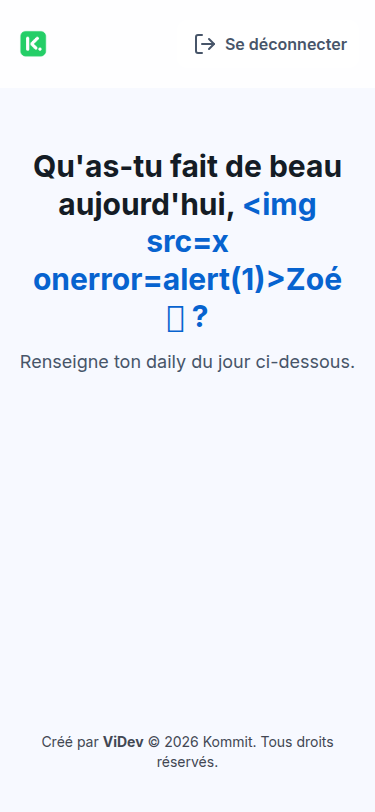 K.
Se déconnecter
Qu'as-tu fait de beau
aujourd'hui, <img
src=x
onerror=alert(1)>Zoé
▯ ?
Renseigne ton daily du jour ci-dessous.
Créé par ViDev © 2026 Kommit. Tous droits
réservés.